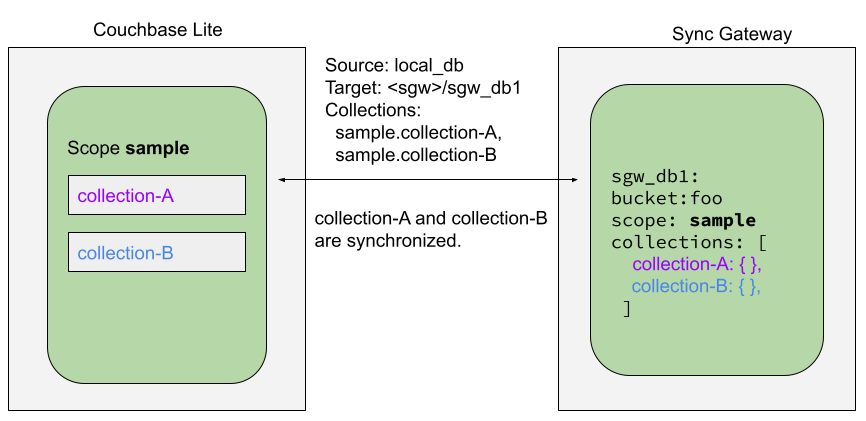 Couchbase Lite
Scope sample
collection-A
collection-B
Source: local_db
Target: <sgw>/sgw_db1
Collections:
sample.collection-A,
sample.collection-B
collection-A and collection-B
are synchronized.
Sync Gateway
sgw_db1:
bucket:foo
scope: sample
collections: [
collection-A: { },
collection-B: { },
]